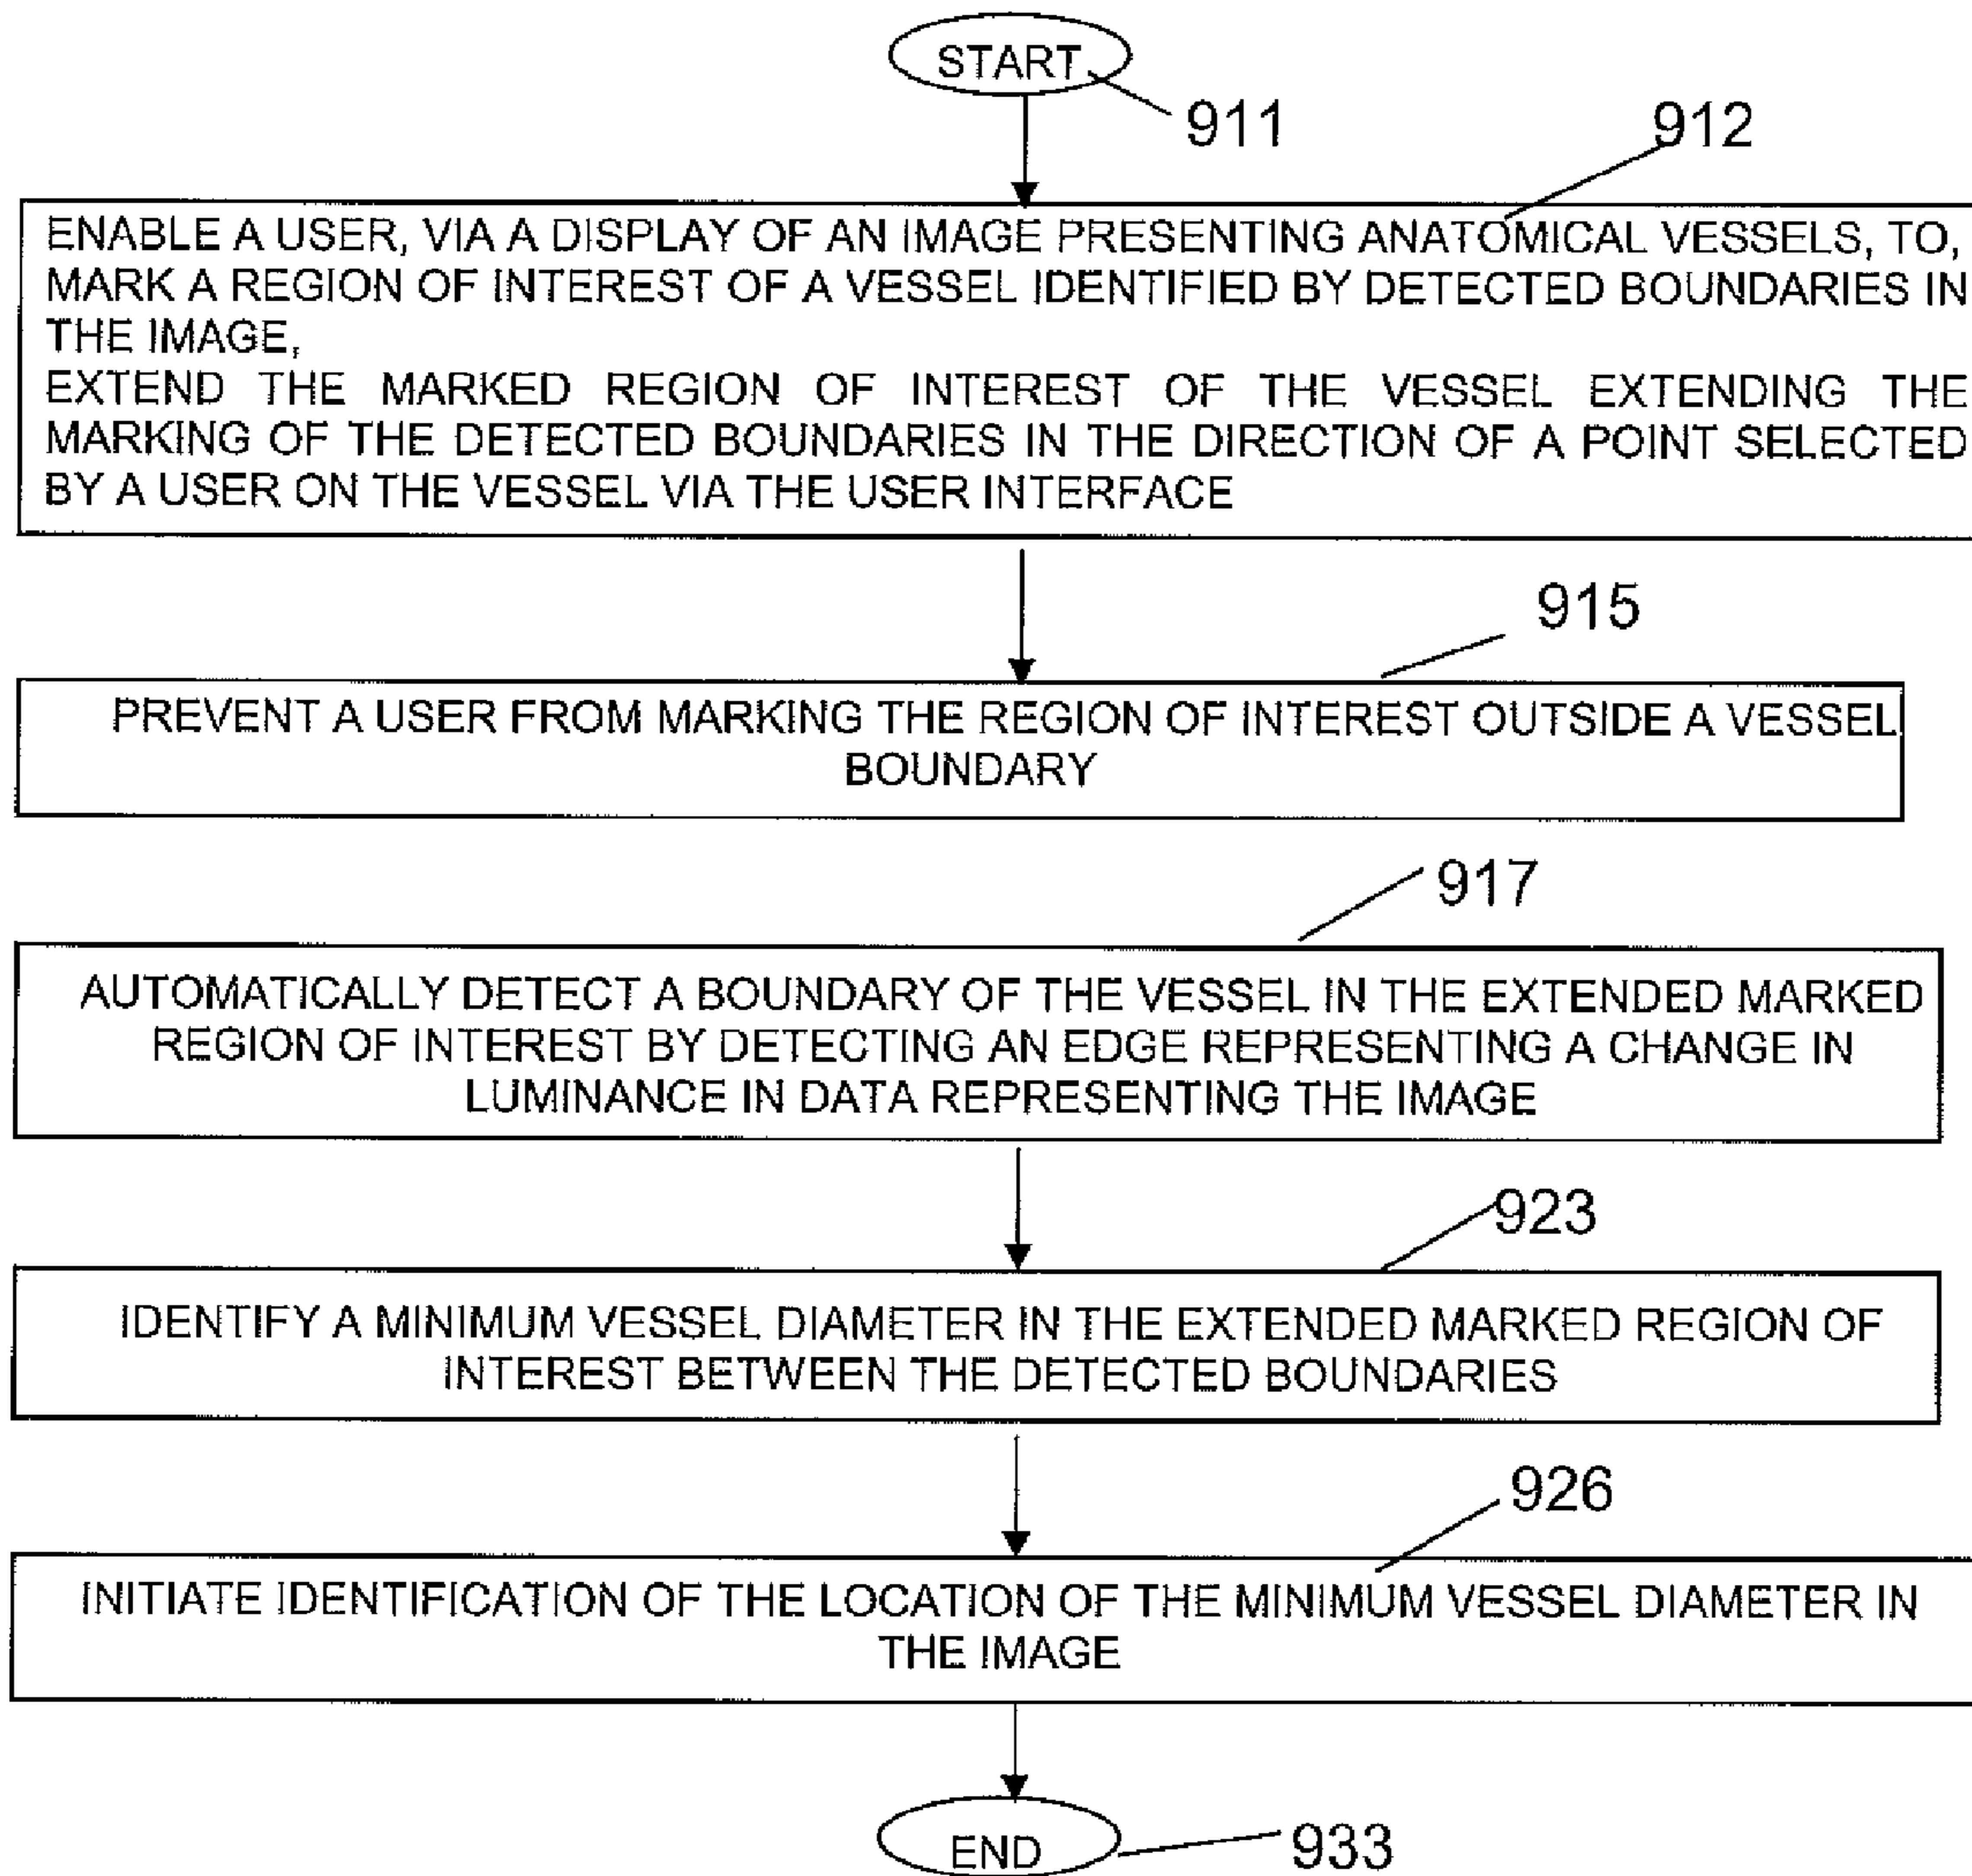 START
911
912
ENABLE A USER, VIA A DISPLAY OF AN IMAGE PRESENTING ANATOMICAL VESSELS, TO,
MARK A REGION OF INTEREST OF A VESSEL IDENTIFIED BY DETECTED BOUNDARIES IN
THE IMAGE,
EXTEND THE MARKED REGION OF INTEREST OF THE VESSEL EXTENDING THE
MARKING OF THE DETECTED BOUNDARIES IN THE DIRECTION OF A POINT SELECTED
BY A USER ON THE VESSEL VIA THE USER INTERFACE
915
PREVENT A USER FROM MARKING THE REGION OF INTEREST OUTSIDE A VESSEL
BOUNDARY
917
AUTOMATICALLY DETECT A BOUNDARY OF THE VESSEL IN THE EXTENDED MARKED
REGION OF INTEREST BY DETECTING AN EDGE REPRESENTING A CHANGE IN
LUMINANCE IN DATA REPRESENTING THE IMAGE
923
IDENTIFY A MINIMUM VESSEL DIAMETER IN THE EXTENDED MARKED REGION OF
INTEREST BETWEEN THE DETECTED BOUNDARIES
926
INITIATE IDENTIFICATION OF THE LOCATION OF THE MINIMUM VESSEL DIAMETER IN
THE IMAGE
END
933